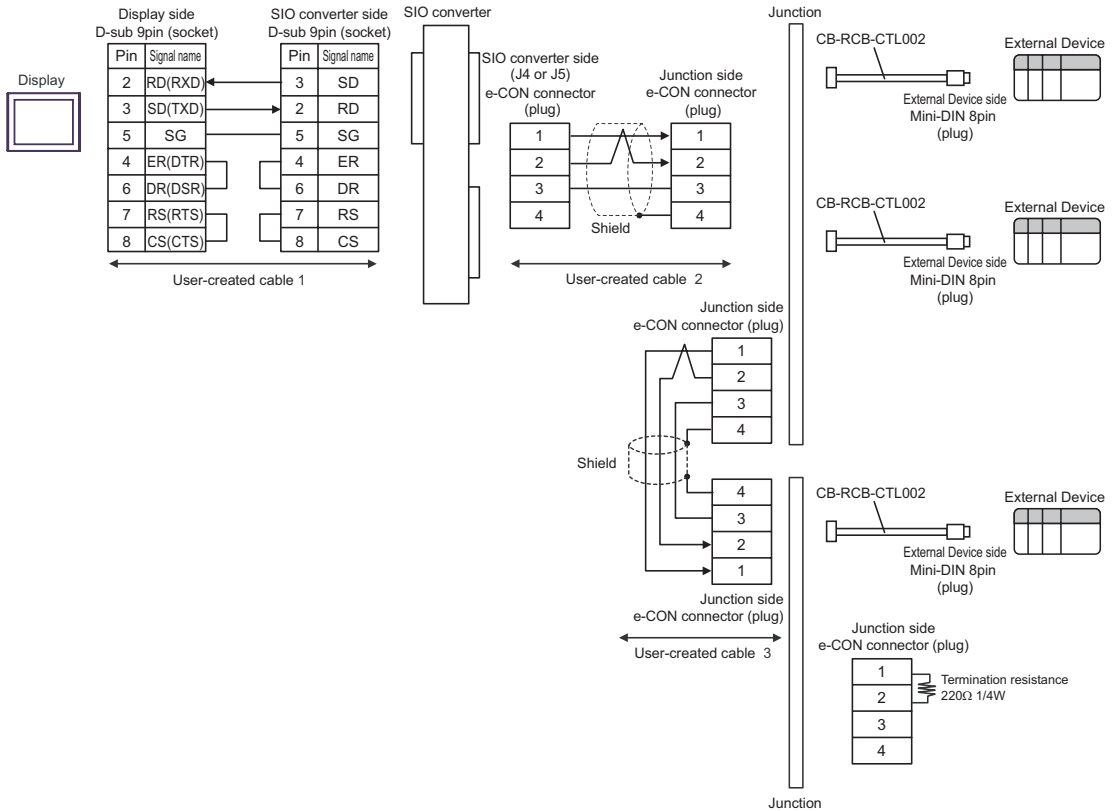 Display
Display side
D-sub 9pin (socket)
Pin Signal name
2 RD(RXD)
3 SD(TXD)
5 SG
4 ER(DTR)
6 DR(DSR)
7 RS(RTS)
8 CS(CTS)
SIO converter side
D-sub 9pin (socket)
Pin Signal name
3 SD
2 RD
5 SG
4 ER
6 DR
7 RS
8 CS
User-created cable 1
SIO converter
SIO converter side
(J4 or J5)
e-CON connector
(plug)
1
2
3
4
Shield
Junction side
e-CON connector
(plug)
1
2
3
4
User-created cable 2
Junction
CB-RCB-CTL002
External Device side
Mini-DIN 8pin
(plug)
External Device
CB-RCB-CTL002
External Device side
Mini-DIN 8pin
(plug)
External Device
Junction side
e-CON connector (plug)
1
2
3
4
Shield
4
3
2
1
Junction side
e-CON connector (plug)
User-created cable 3
CB-RCB-CTL002
External Device side
Mini-DIN 8pin
(plug)
External Device
Junction side
e-CON connector (plug)
1
2
3
4
Termination resistance
220Ω 1/4W
Junction